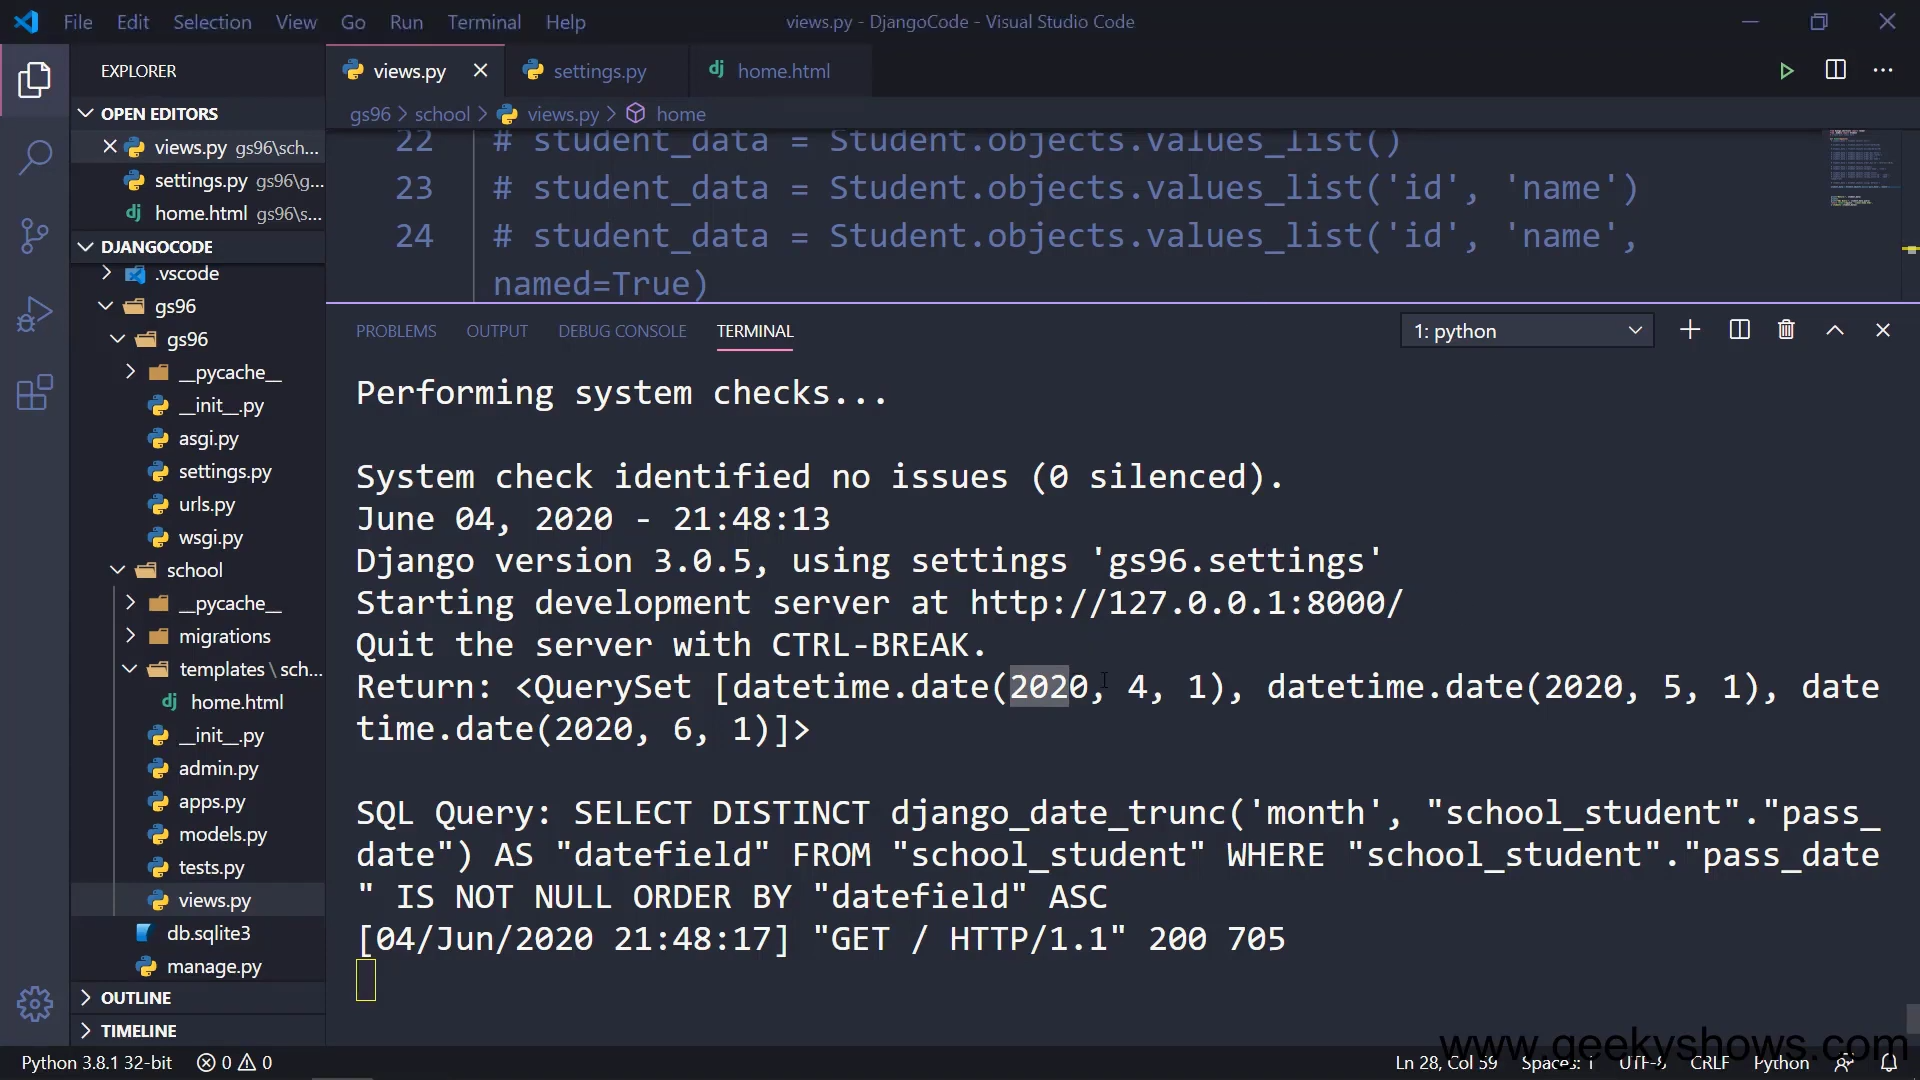 File Edit Selection View Go Run Terminal Help
views.py - DjangoCode - Visual Studio Code
EXPLORER
OPEN EDITORS
views.py gs96\sch...
settings.py gs96\g...
home.html gs96\s...
DJANGOCODE
.vscode
gs96
gs96
__pycache__
__init__.py
asgi.py
settings.py
urls.py
wsgi.py
school
__pycache__
migrations
templates \ sch...
home.html
__init__.py
admin.py
apps.py
models.py
tests.py
views.py
db.sqlite3
manage.py
OUTLINE
TIMELINE
views.py settings.py home.html
gs96 > school > views.py > home
22 # student_data = Student.objects.values_list()
23 # student_data = Student.objects.values_list('id', 'name')
24 # student_data = Student.objects.values_list('id', 'name',
named=True)
PROBLEMS OUTPUT DEBUG CONSOLE TERMINAL
1: python
Performing system checks...
System check identified no issues (0 silenced).
June 04, 2020 - 21:48:13
Django version 3.0.5, using settings 'gs96.settings'
Starting development server at http://127.0.0.1:8000/
Quit the server with CTRL-BREAK.
Return: <QuerySet [datetime.date(2020, 4, 1), datetime.date(2020, 5, 1), date
time.date(2020, 6, 1)]>
SQL Query: SELECT DISTINCT django_date_trunc('month', "school_student"."pass_
date") AS "datefield" FROM "school_student" WHERE "school_student"."pass_date
" IS NOT NULL ORDER BY "datefield" ASC
[04/Jun/2020 21:48:17] "GET / HTTP/1.1" 200 705
www.geekyshows.com
Python 3.8.1 32-bit 0 0
Ln 28, Col 59 Spaces: 1 UTF-8 CRLF Python